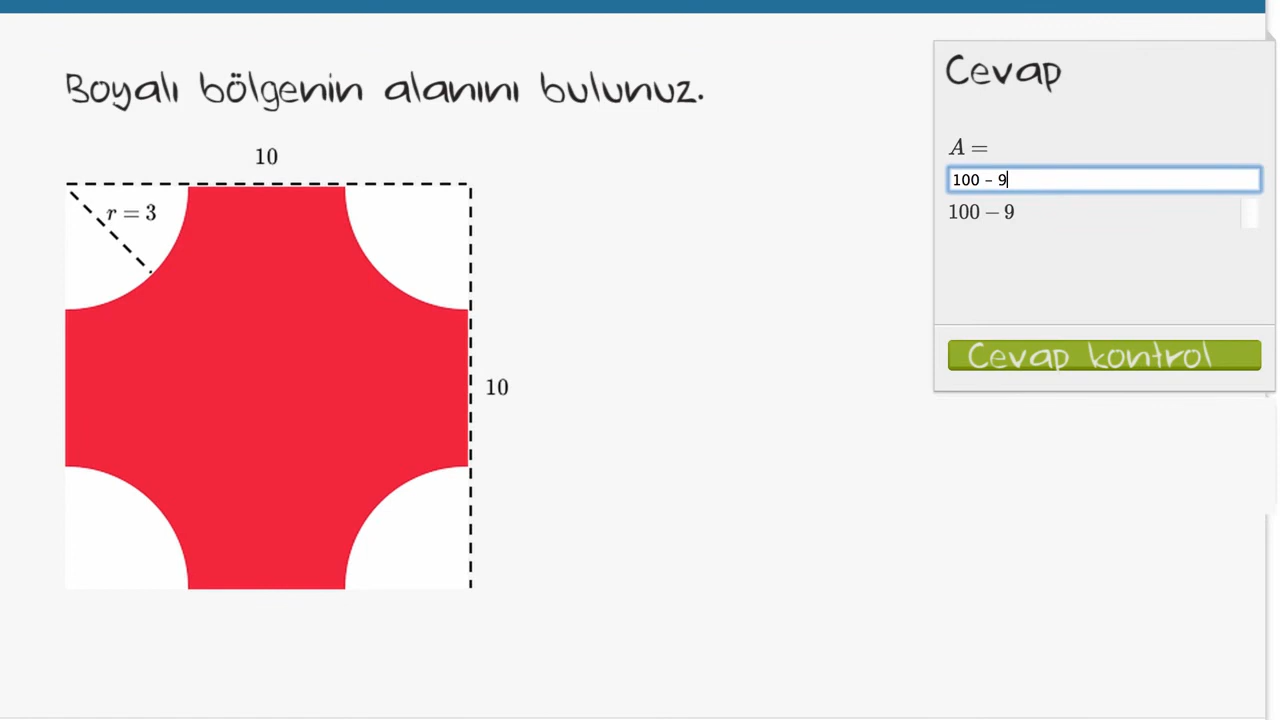 Boyalı bölgenin alanını bulunuz.
10
r = 3
10
Cevap
A =
100 – 9
100 − 9
Cevap kontrol